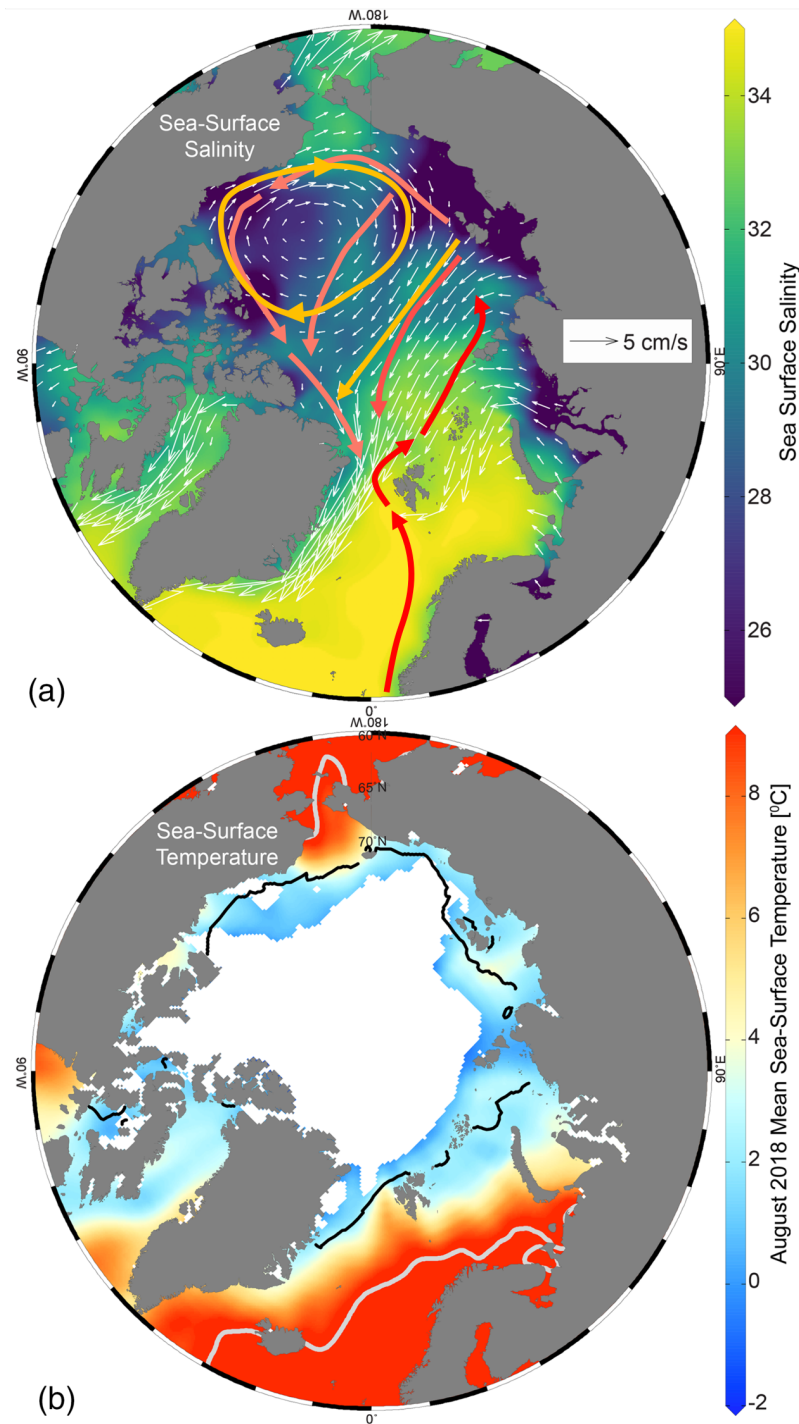 180˚W
Sea-Surface
Salinity
90˚W
5 cm/s
90˚E
0˚
(a)
34
32
30
28
26
Sea Surface Salinity
180˚W
60˚N
65˚N
70˚N
Sea-Surface
Temperature
90˚W
90˚E
0˚
(b)
8
6
4
2
0
-2
August 2018 Mean Sea-Surface Temperature [⁰C]